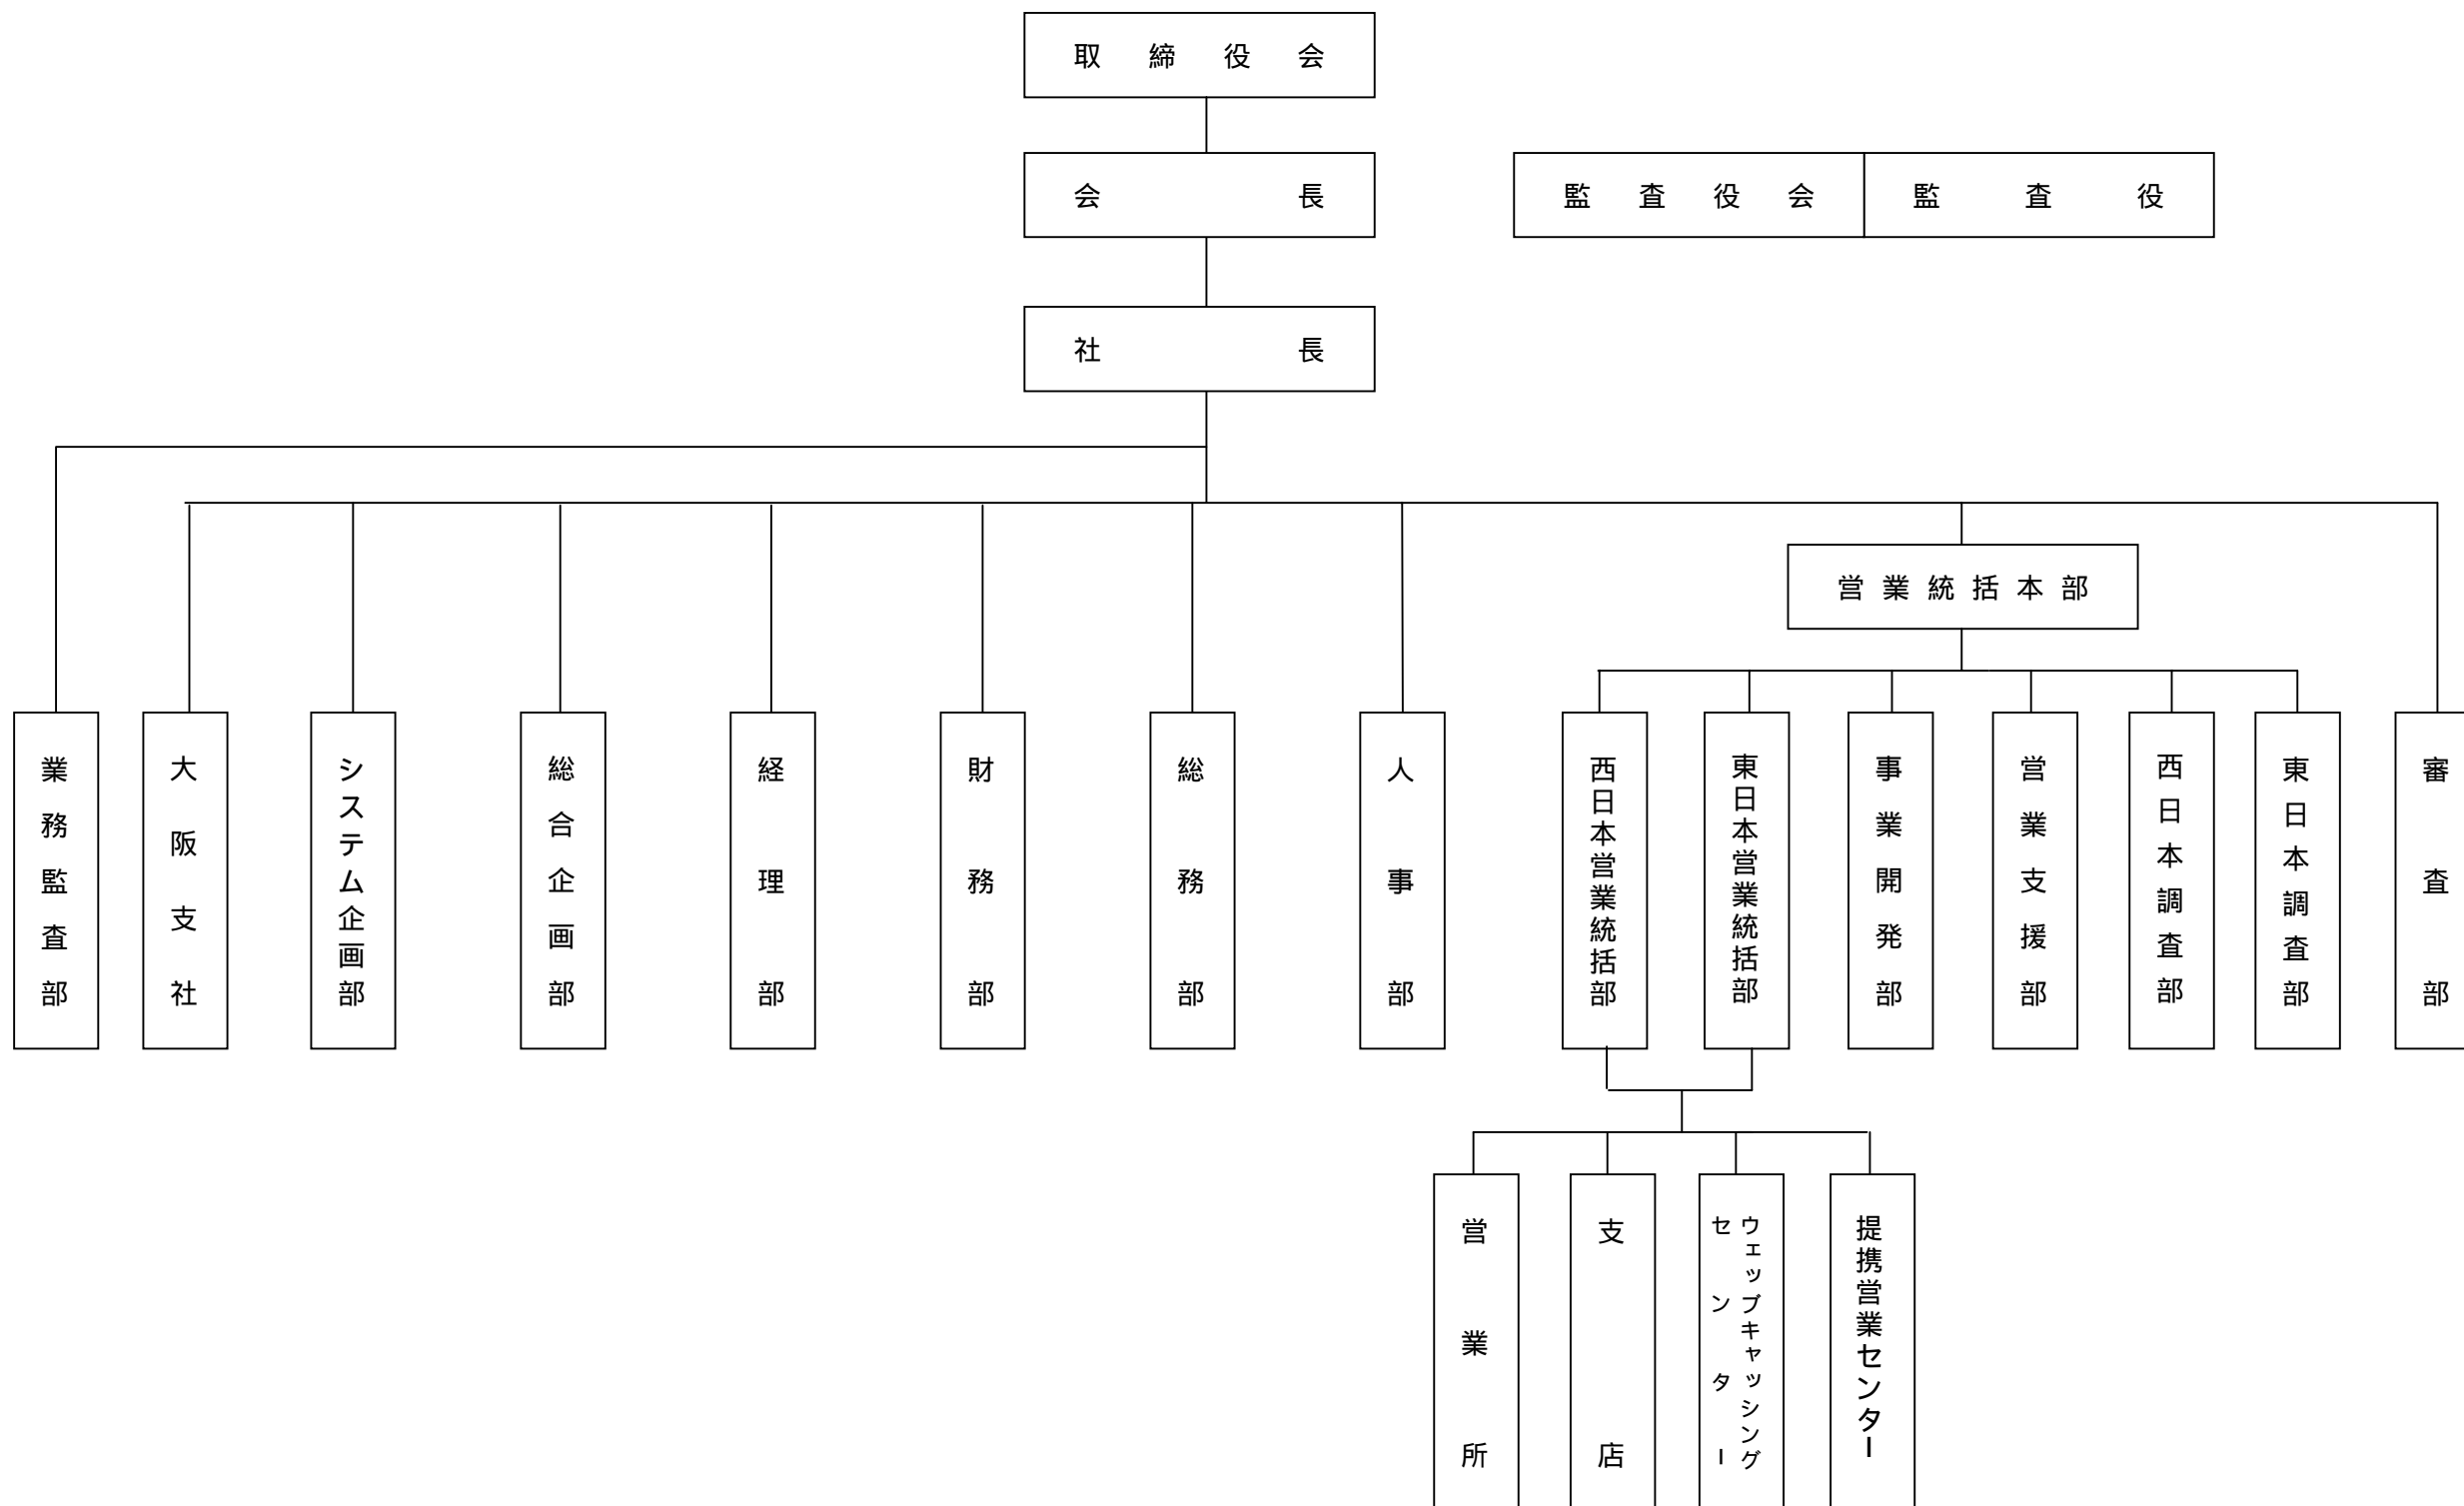 取締役会
会長
監査役会
監査役
社長
営業統括本部
業務監査部
大阪支社
システム企画部
総合企画部
経理部
財務部
総務部
人事部
西日本営業統括部
東日本営業統括部
事業開発部
営業支援部
西日本調査部
東日本調査部
審査部
営業所
支店
ウェッブキャッシング
センター
提携営業センター